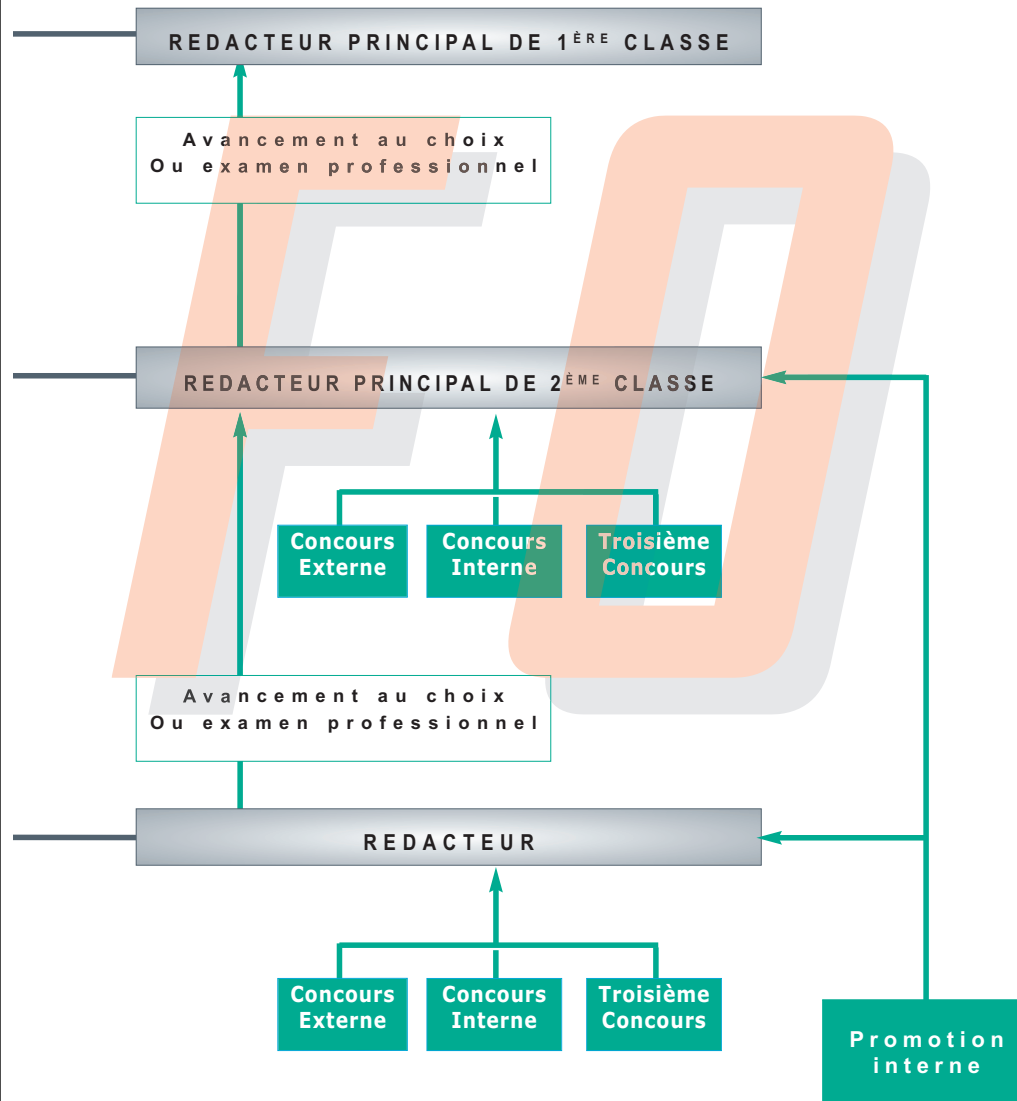 REDACTEUR PRINCIPAL DE 1ÈRE CLASSE
Avancement au choix
Ou examen professionnel
REDACTEUR PRINCIPAL DE 2ÈME CLASSE
Concours
Externe
Concours
Interne
Troisième
Concours
Avancement au choix
Ou examen professionnel
REDACTEUR
Concours
Externe
Concours
Interne
Troisième
Concours
Promotion
interne
FO